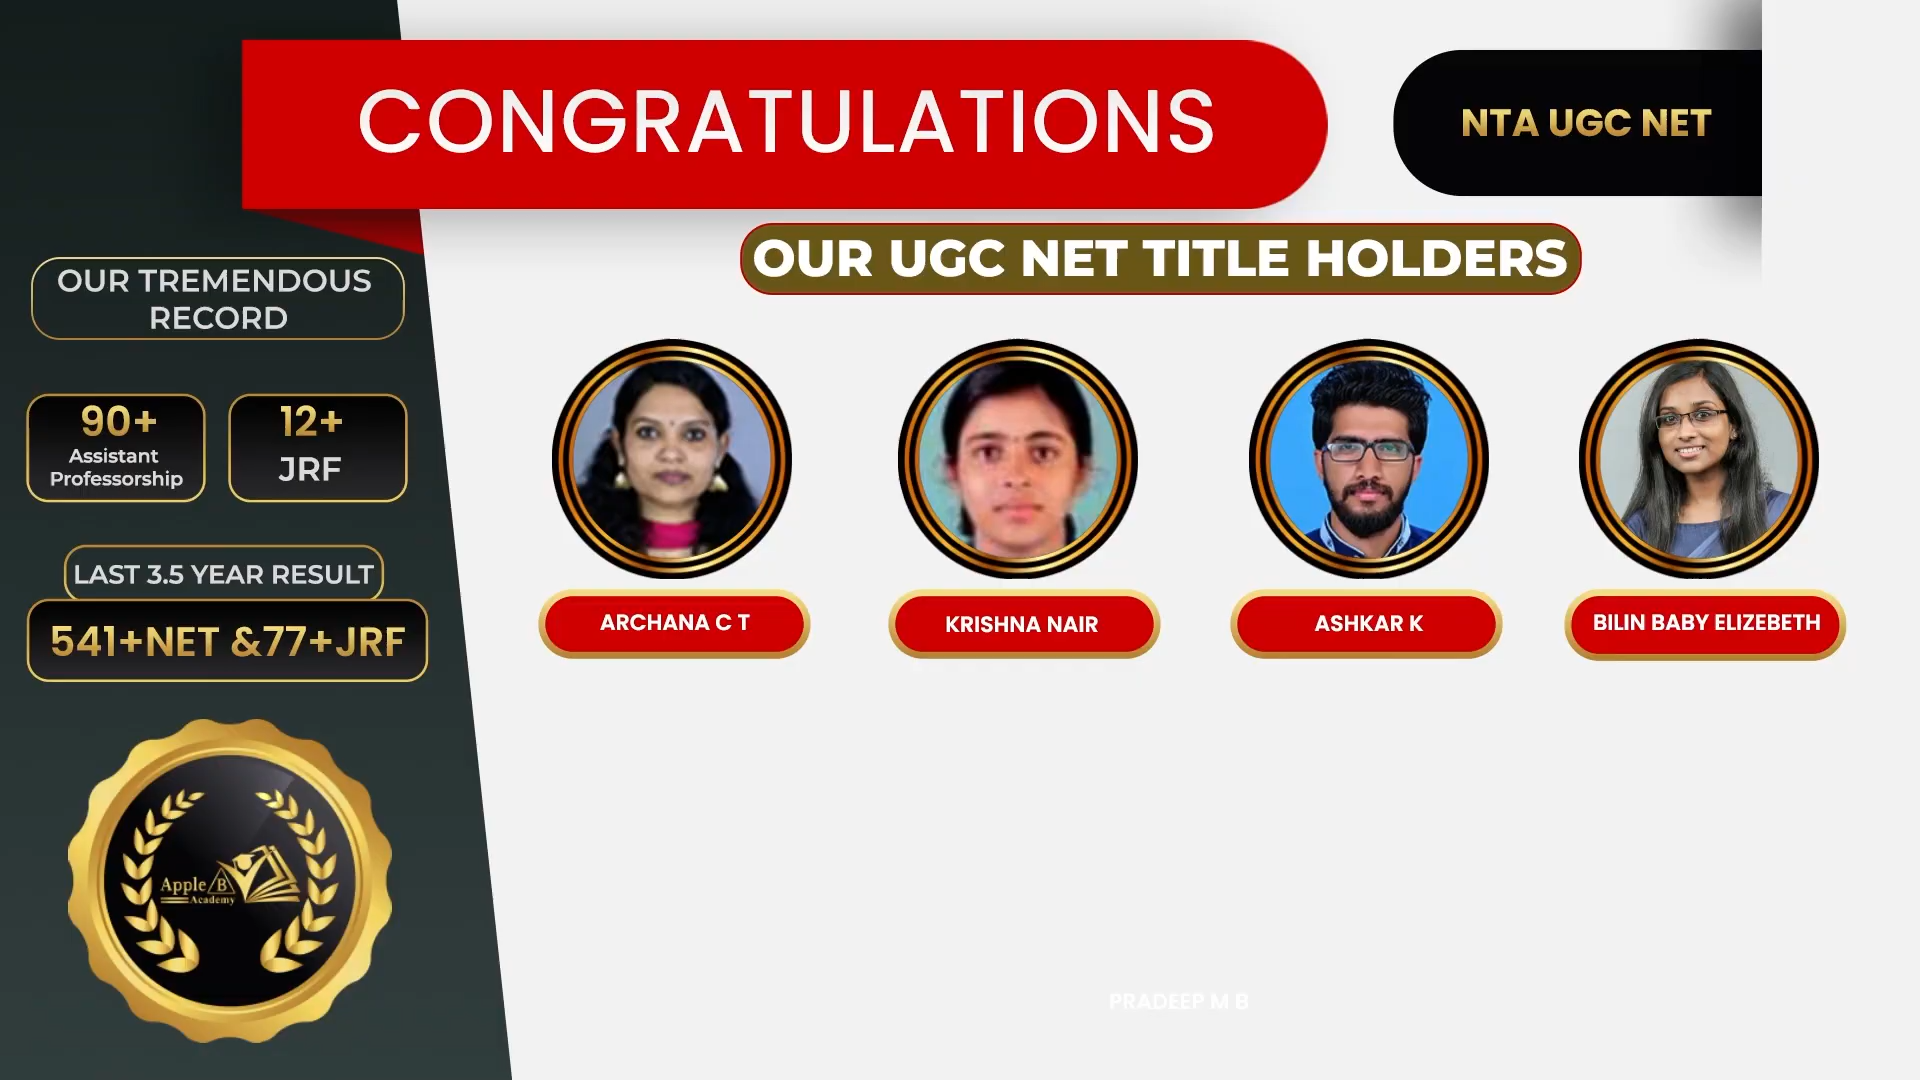 CONGRATULATIONS
NTA UGC NET
OUR UGC NET TITLE HOLDERS
OUR TREMENDOUS
RECORD
90+
Assistant
Professorship
12+
JRF
LAST 3.5 YEAR RESULT
541+NET &77+JRF
Apple B
Academy
ARCHANA C T
KRISHNA NAIR
ASHKAR K
BILIN BABY ELIZEBETH
PRADEEP M B